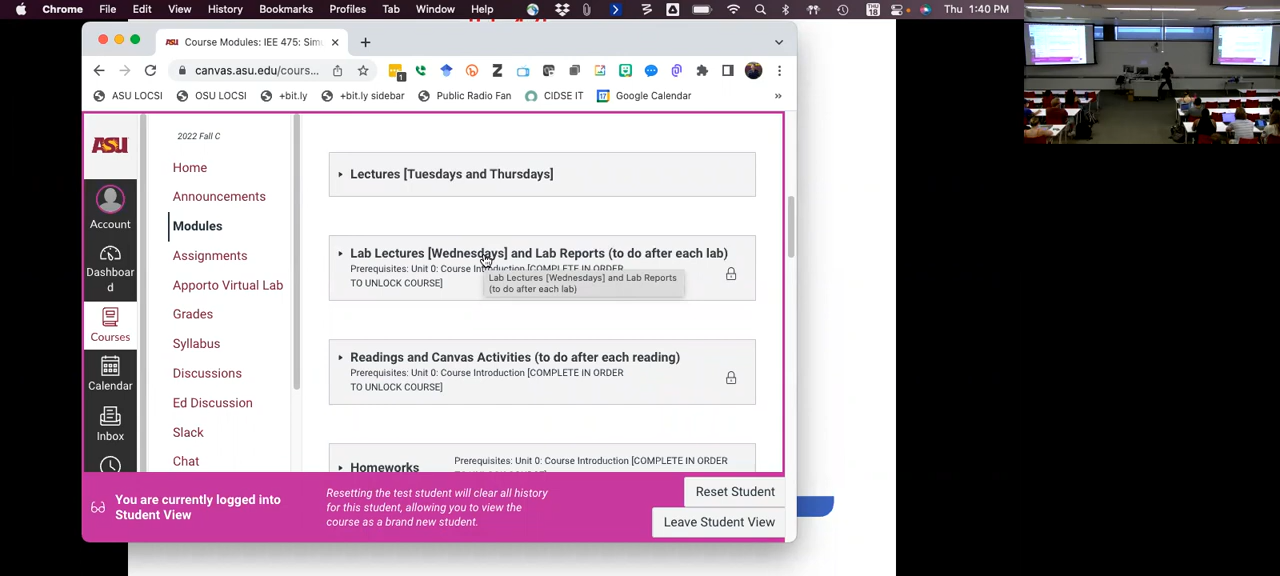 Chrome File Edit View History Bookmarks Profiles Tab Window Help
THU 18
Thu 1:40 PM
ASU Course Modules: IEE 475: Simu
canvas.asu.edu/cours...
1
ASU LOCSI OSU LOCSI +bit.ly +bit.ly sidebar Public Radio Fan CIDSE IT 17 Google Calendar »
ASU
Account
Dashboar
d
Courses
Calendar
Inbox
2022 Fall C
Home
Announcements
Modules
Assignments
Apporto Virtual Lab
Grades
Syllabus
Discussions
Ed Discussion
Slack
Chat
Lectures [Tuesdays and Thursdays]
Lab Lectures [Wednesdays] and Lab Reports (to do after each lab)
Prerequisites: Unit 0: Course Introduction [COMPLETE IN ORDER
TO UNLOCK COURSE]
Lab Lectures [Wednesdays] and Lab Reports
(to do after each lab)
Readings and Canvas Activities (to do after each reading)
Prerequisites: Unit 0: Course Introduction [COMPLETE IN ORDER
TO UNLOCK COURSE]
Homeworks
Prerequisites: Unit 0: Course Introduction [COMPLETE IN ORDER
You are currently logged into
Student View
Resetting the test student will clear all history
for this student, allowing you to view the
course as a brand new student.
Reset Student
Leave Student View